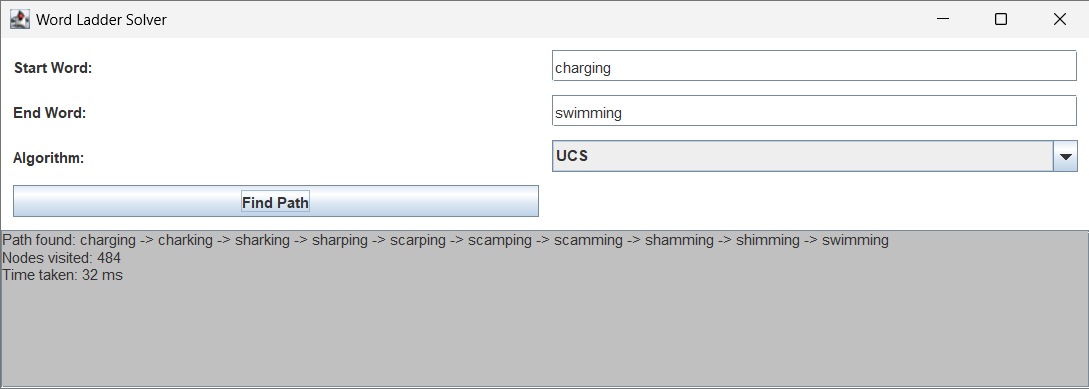 Word Ladder Solver
Start Word: charging
End Word: swimming
Algorithm: UCS
Find Path
Path found: charging -> charking -> sharking -> sharping -> scarping -> scamping -> scamming -> shamming -> shimming -> swimming
Nodes visited: 484
Time taken: 32 ms